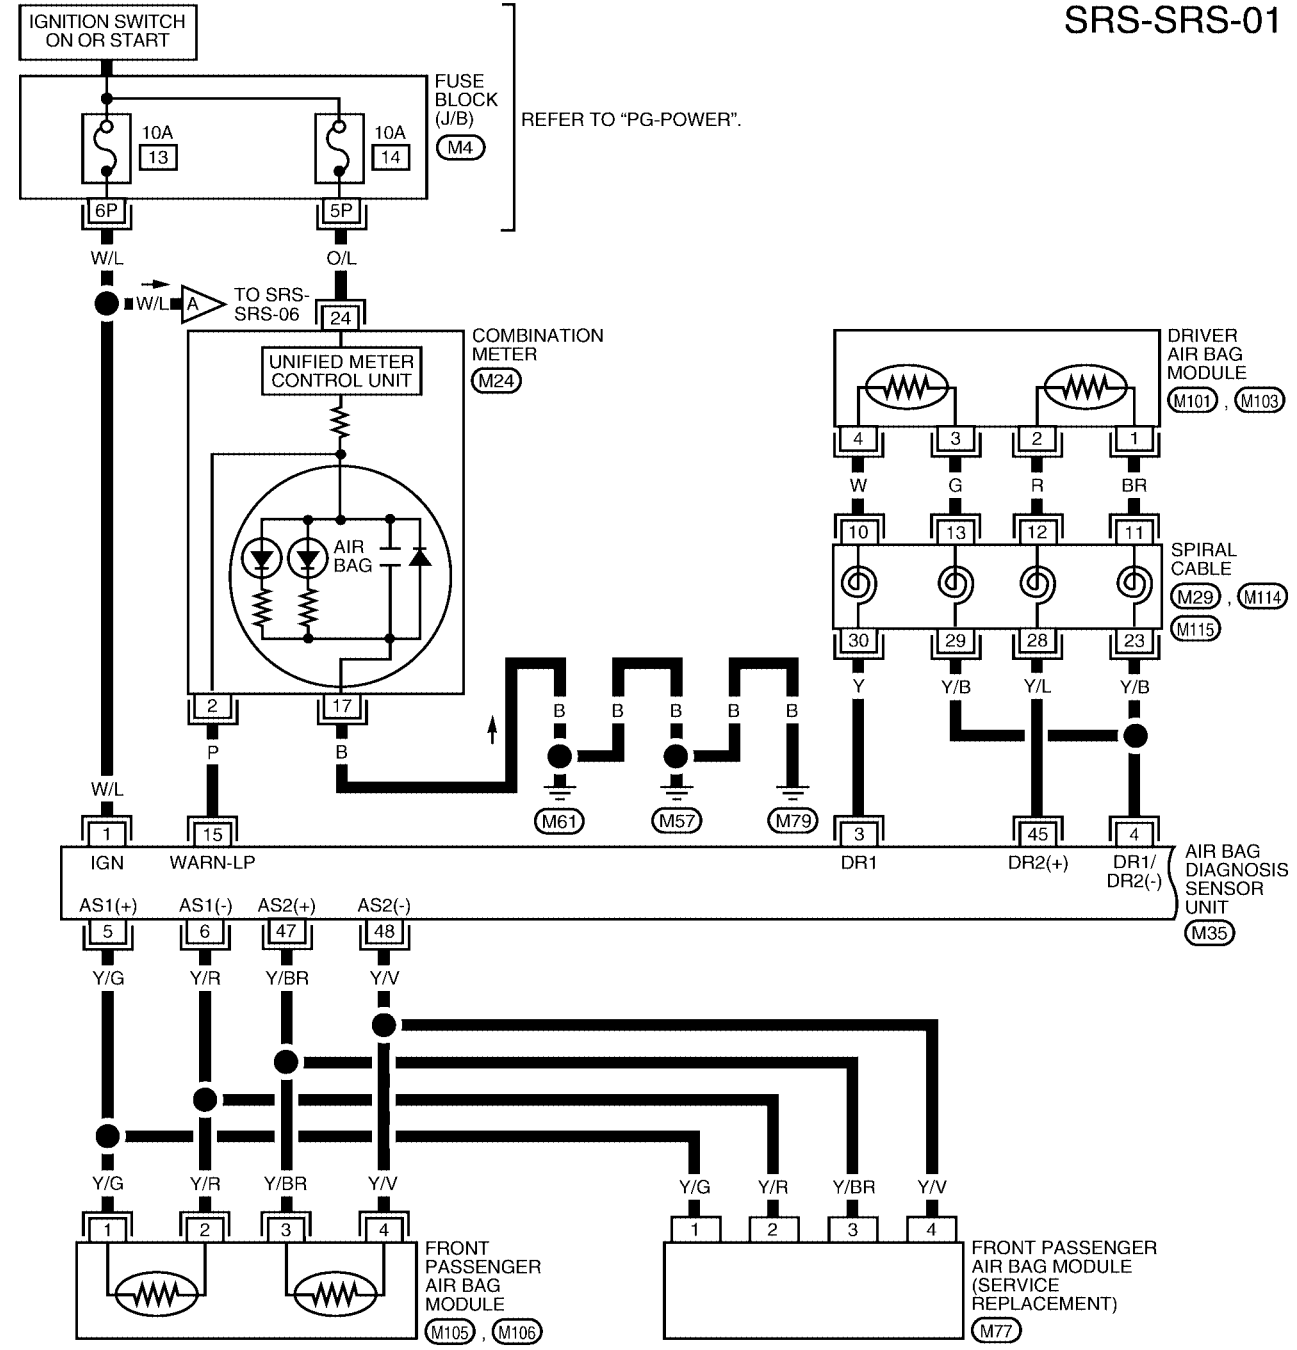 SRS-SRS-01
IGNITION SWITCH
ON OR START
FUSE
BLOCK
(J/B)
M4
REFER TO “PG-POWER”.
10A
13
10A
14
6P
5P
W/L
O/L
W/L
A
TO SRS-
SRS-06
24
COMBINATION
METER
M24
UNIFIED METER
CONTROL UNIT
AIR
BAG
2
17
P
B
B
B
B
B
B
M61
M57
M79
DRIVER
AIR BAG
MODULE
M101 , M103
4
3
2
1
W
G
R
BR
10
13
12
11
SPIRAL
CABLE
M29 , M114
M115
30
29
28
23
Y
Y/B
Y/L
Y/B
W/L
1
15
3
45
4
IGN
WARN-LP
DR1
DR2(+)
DR1/
DR2(-)
AIR BAG
DIAGNOSIS
SENSOR
UNIT
M35
AS1(+)
AS1(-)
AS2(+)
AS2(-)
5
6
47
48
Y/G
Y/R
Y/BR
Y/V
Y/G
Y/R
Y/BR
Y/V
Y/G
Y/R
Y/BR
Y/V
1
2
3
4
1
2
3
4
FRONT
PASSENGER
AIR BAG
MODULE
M105 , M106
FRONT PASSENGER
AIR BAG MODULE
(SERVICE
REPLACEMENT)
M77